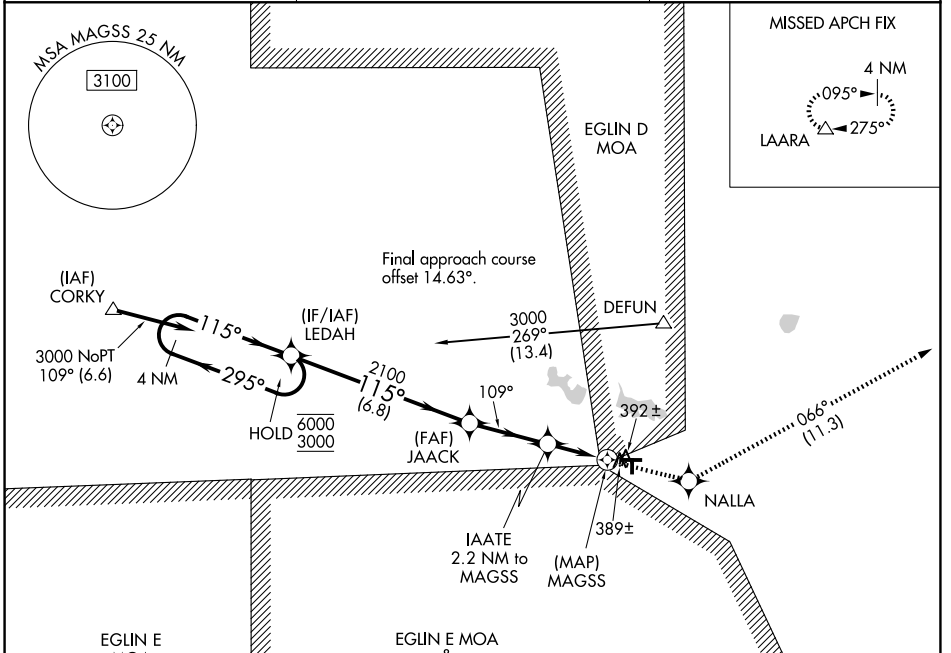 MSA MAGSS 25 NM
3100
MISSED APCH FIX
4 NM
095°
275°
LAARA
EGLIN D
MOA
Final approach course
offset 14.63°.
(IAF)
CORKY
3000 NoPT
109° (6.6)
115°
4 NM
295°
(IF/IAF)
LEDAH
HOLD
6000
3000
2100
115°
(6.8)
109°
3000
269°
(13.4)
DEFUN
(FAF)
JAACK
392±
066°
(11.3)
NALLA
IAATE
2.2 NM to
MAGSS
(MAP)
MAGSS
389±
EGLIN E
EGLIN E MOA